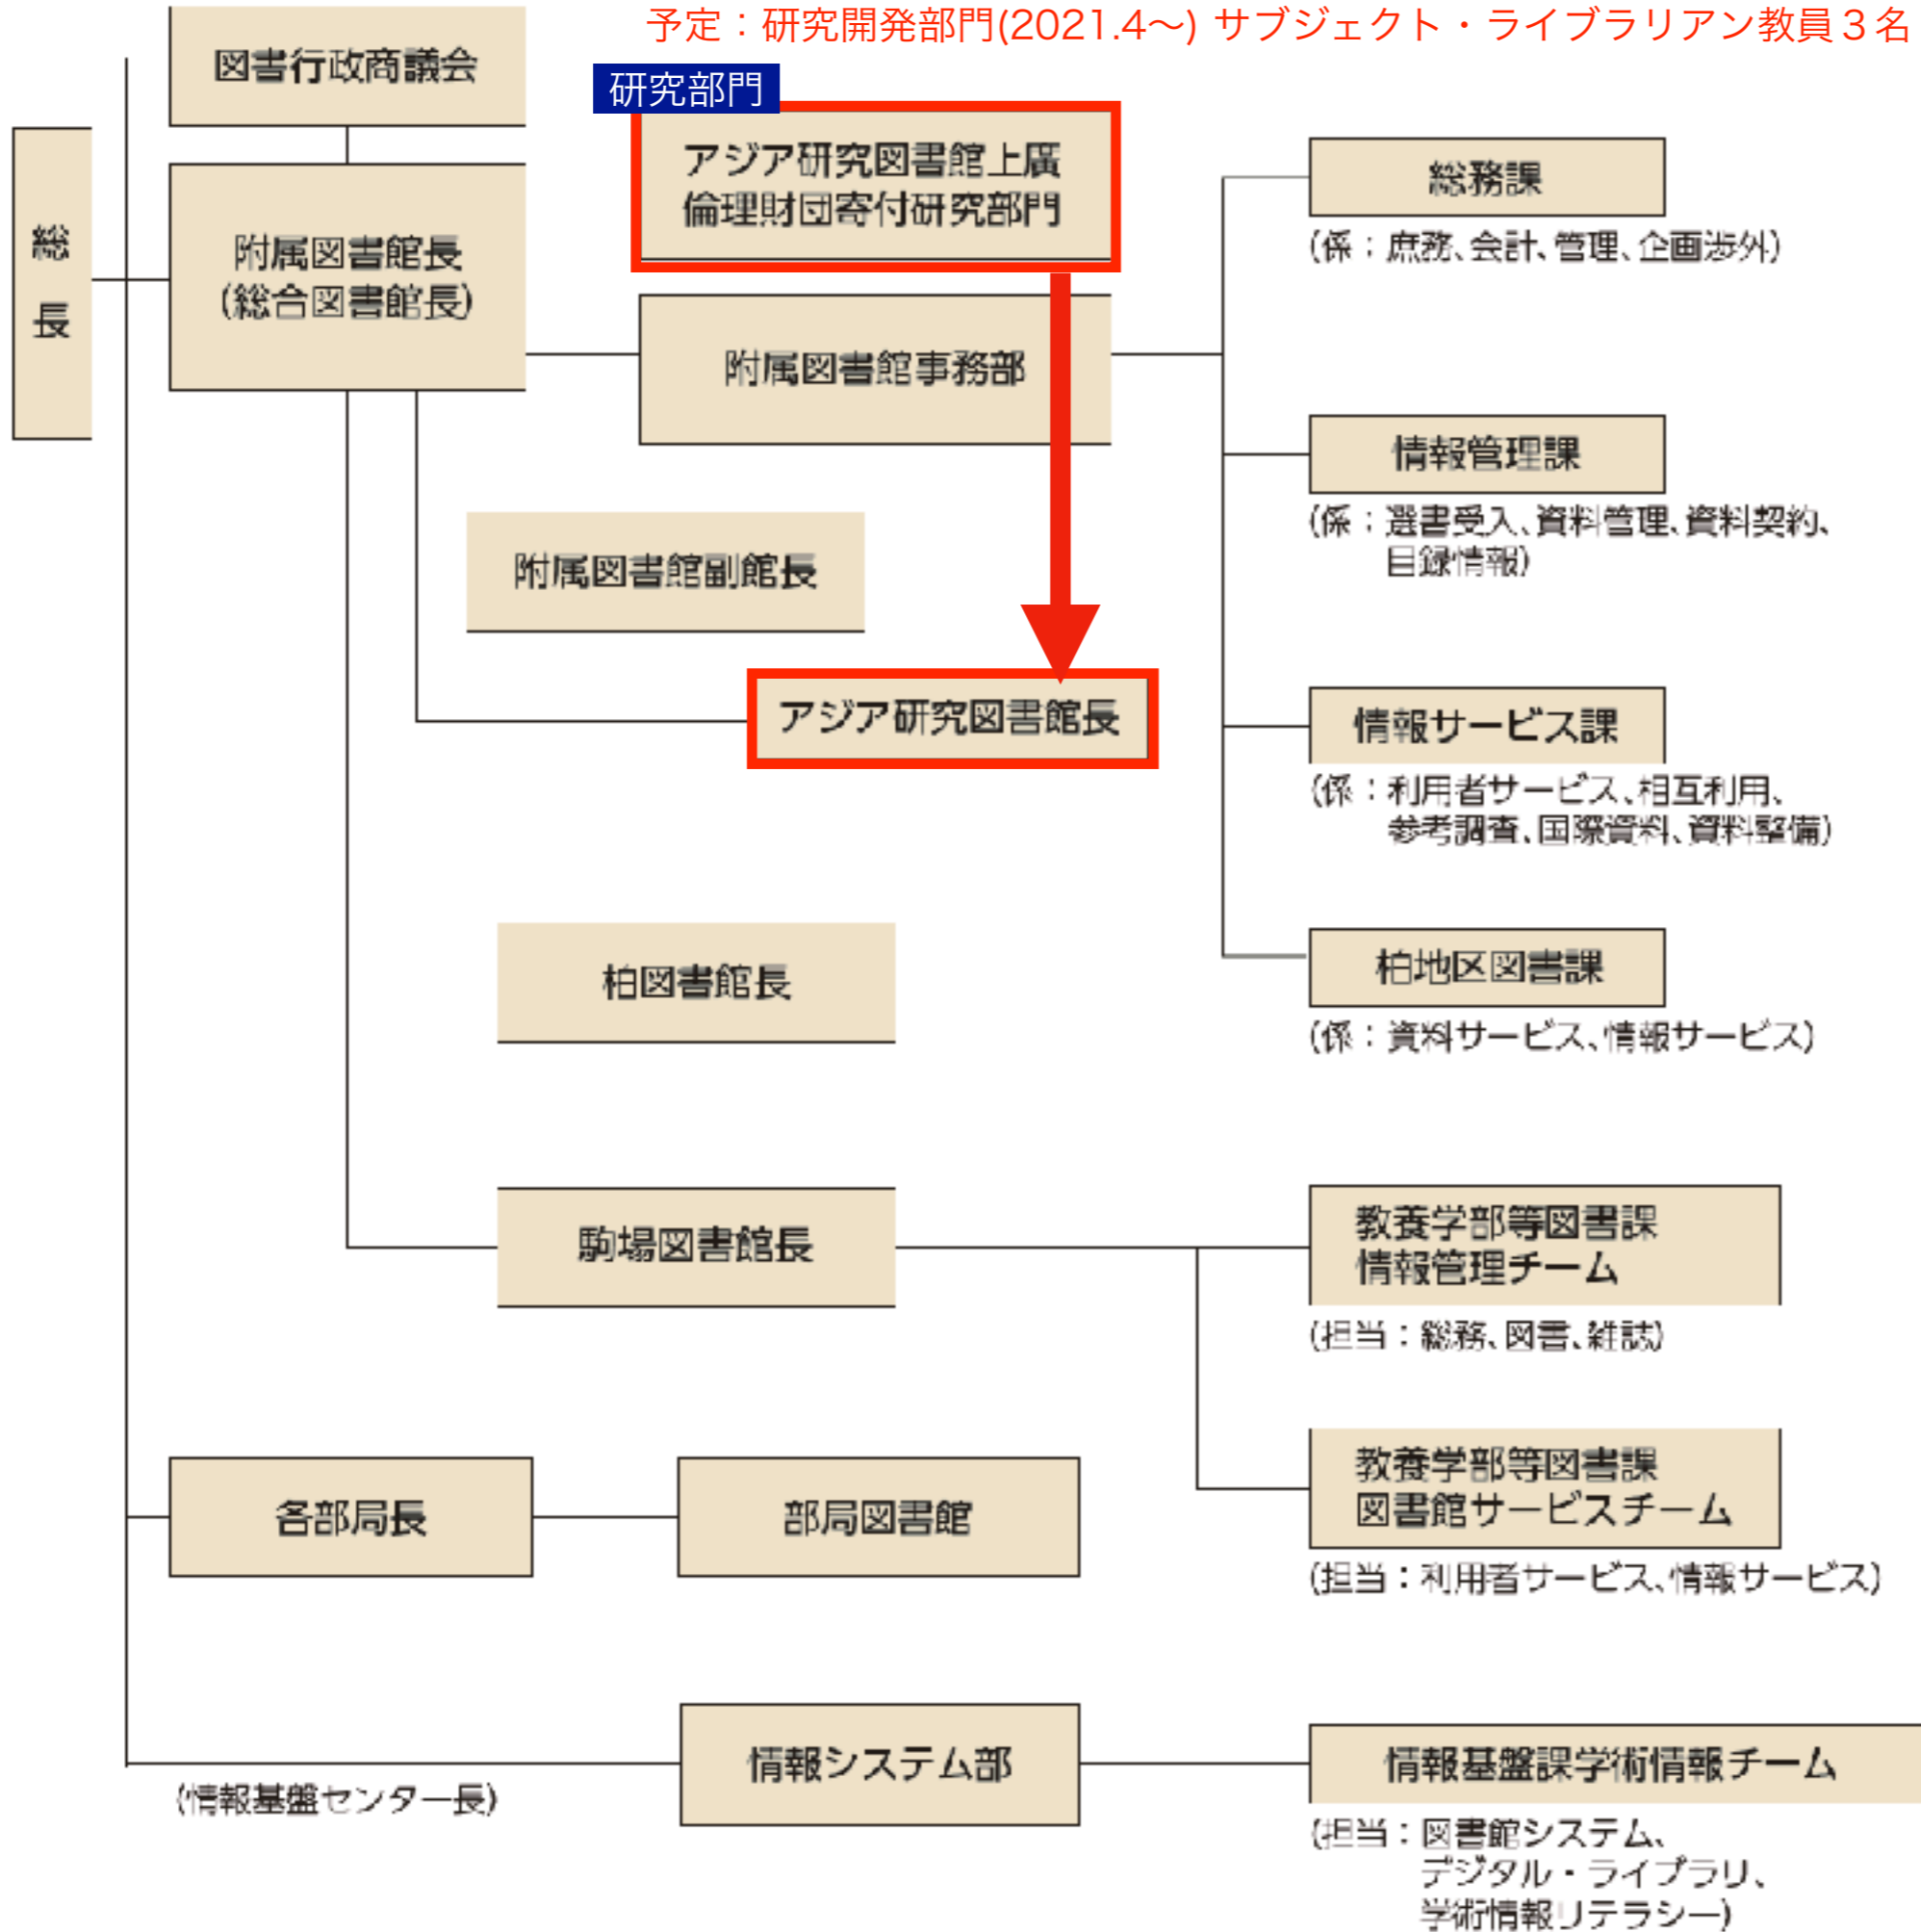 予定：研究開発部門(2021.4〜) サブジェクト・ライブラリアン教員３名
図書行政商議会
研究部門
アジア研究図書館上廣
倫理財団寄付研究部門
総長
附属図書館長
(総合図書館長)
附属図書館事務部
総務課
(係：庶務、会計、管理、企画渉外)
情報管理課
(係：選書受入、資料管理、資料契約、
目録情報)
附属図書館副館長
アジア研究図書館長
情報サービス課
(係：利用者サービス、相互利用、
参考調査、国際資料、資料整備)
柏図書館長
柏地区図書課
(係：資料サービス、情報サービス)
駒場図書館長
教養学部等図書課
情報管理チーム
(担当：総務、図書、雑誌)
教養学部等図書課
図書館サービスチーム
(担当：利用者サービス、情報サービス)
各部局長
部局図書館
情報システム部
(情報基盤センター長)
情報基盤課学術情報チーム
(担当：図書館システム、
デジタル・ライブラリ、
学術情報リテラシー)